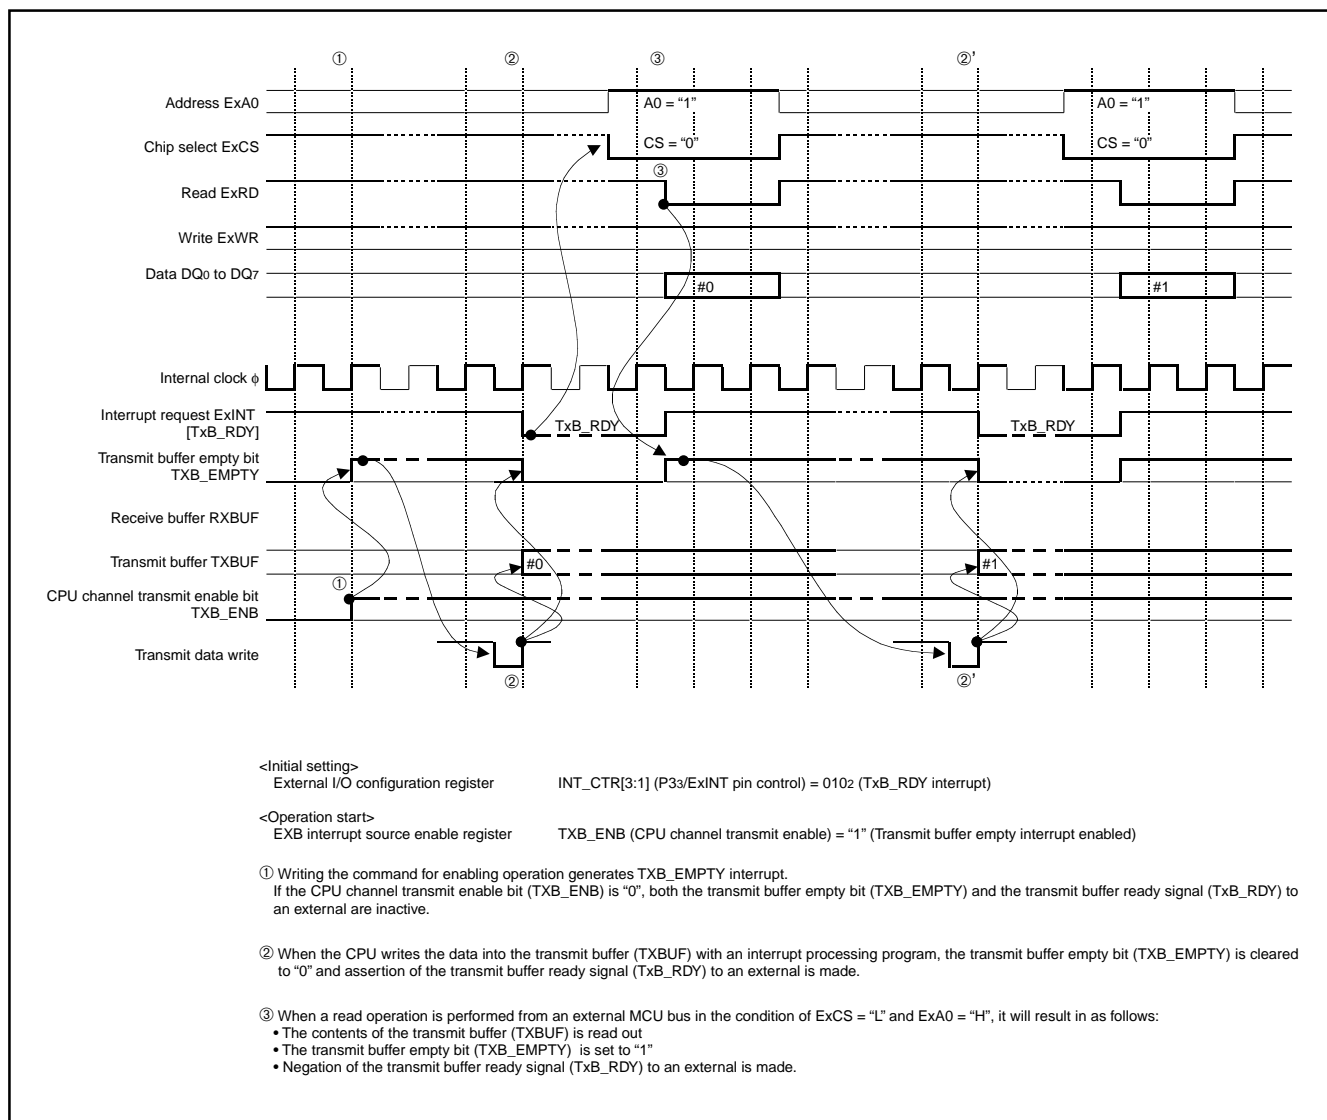 ① ② ③ ②’
Address ExA0 A0 = “1” A0 = “1”
Chip select ExCS CS = “0” CS = “0”
③
Read ExRD
Write ExWR
Data DQ0 to DQ7 #0 #1
Internal clock φ
Interrupt request ExINT
[TxB_RDY] TxB_RDY TxB_RDY
Transmit buffer empty bit
TXB_EMPTY
Receive buffer RXBUF
Transmit buffer TXBUF #0 #1
CPU channel transmit enable bit ①
TXB_ENB
Transmit data write
② ②’
<Initial setting>
External I/O configuration register INT_CTR[3:1] (P33/ExINT pin control) = 0102 (TxB_RDY interrupt)
<Operation start>
EXB interrupt source enable register TXB_ENB (CPU channel transmit enable) = “1” (Transmit buffer empty interrupt enabled)
① Writing the command for enabling operation generates TXB_EMPTY interrupt.
If the CPU channel transmit enable bit (TXB_ENB) is “0”, both the transmit buffer empty bit (TXB_EMPTY) and the transmit buffer ready signal (TxB_RDY) to
an external are inactive.
② When the CPU writes the data into the transmit buffer (TXBUF) with an interrupt processing program, the transmit buffer empty bit (TXB_EMPTY) is cleared
to “0” and assertion of the transmit buffer ready signal (TxB_RDY) to an external is made.
③ When a read operation is performed from an external MCU bus in the condition of ExCS = “L” and ExA0 = “H”, it will result in as follows:
• The contents of the transmit buffer (TXBUF) is read out
• The transmit buffer empty bit (TXB_EMPTY) is set to “1”
• Negation of the transmit buffer ready signal (TxB_RDY) to an external is made.